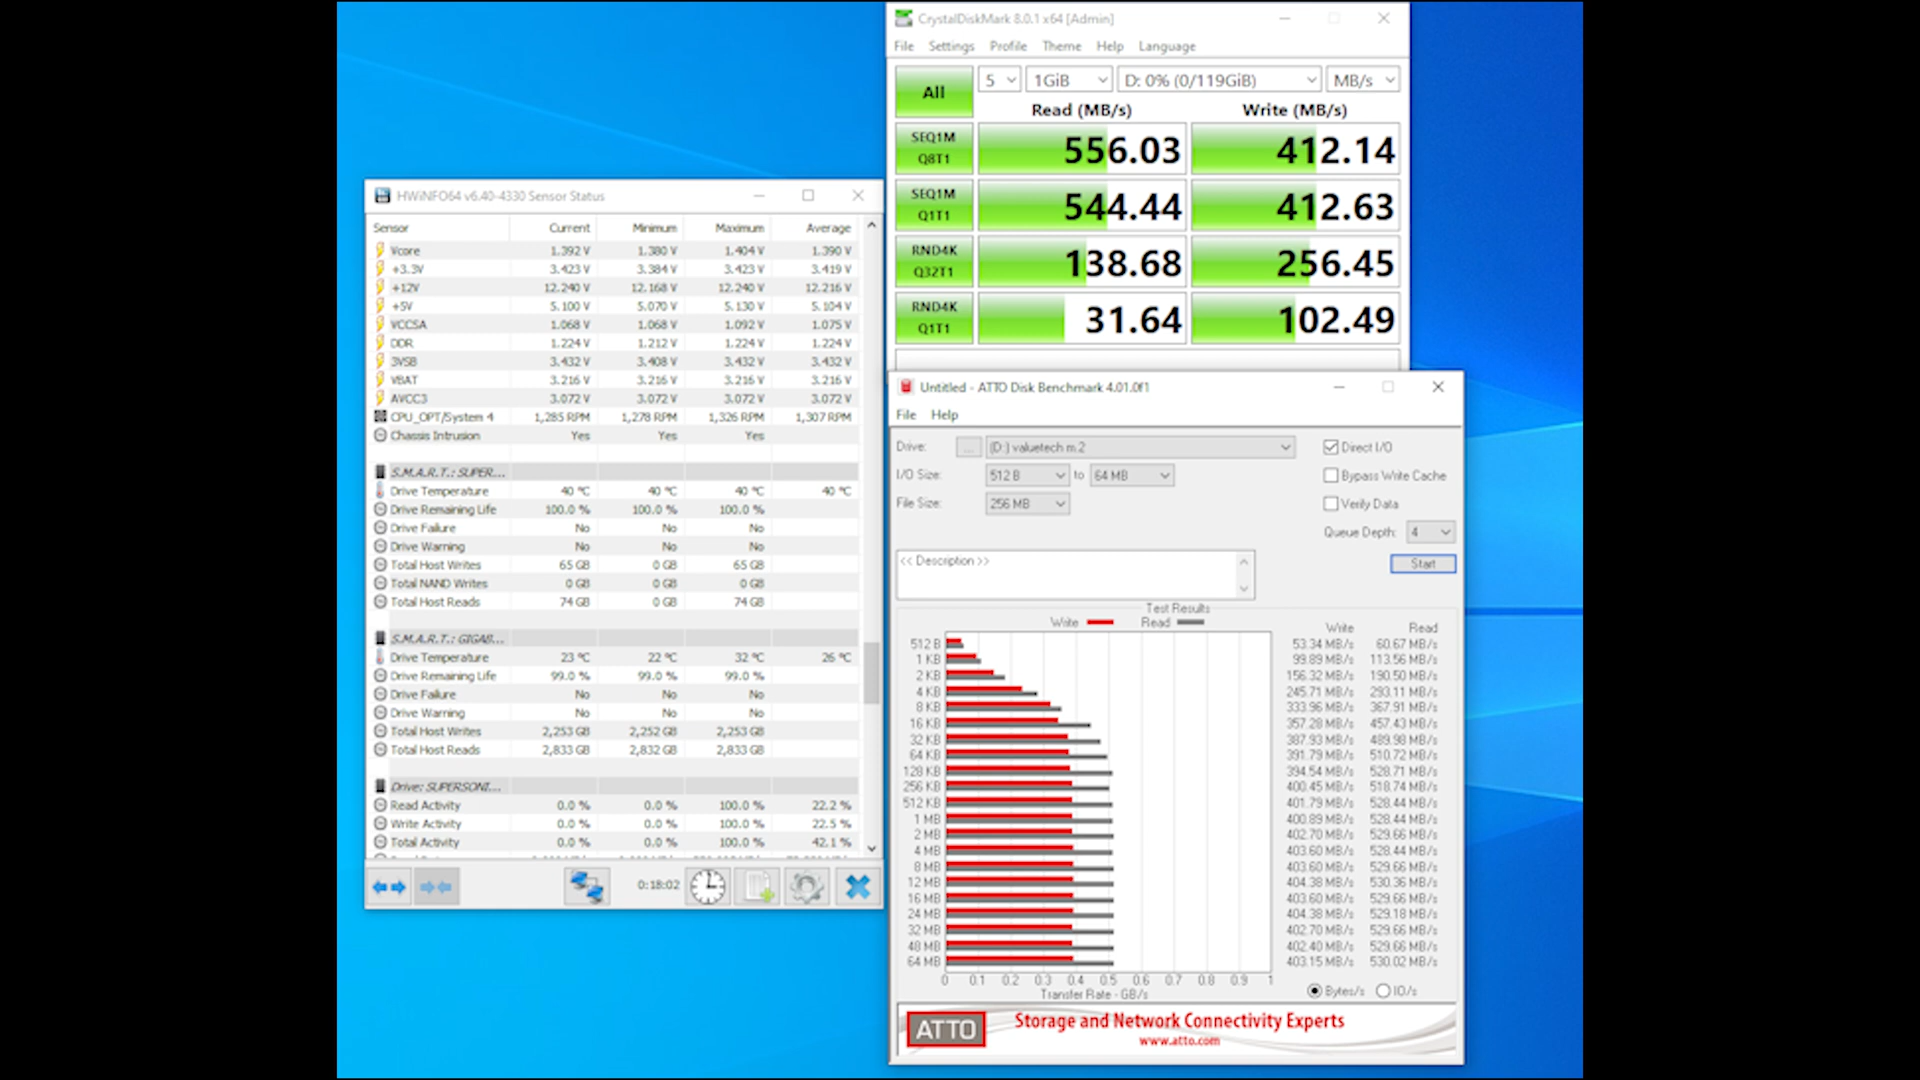 CrystalDiskMark 8.0.1 x64 [Admin]
File Settings Profile Theme Help Language
All
5 1GiB D: 0% (0/119GiB) MB/s
Read (MB/s) Write (MB/s)
SEQ1M
Q8T1
556.03 412.14
SEQ1M
Q1T1
544.44 412.63
RND4K
Q32T1
138.68 256.45
RND4K
Q1T1
31.64 102.49
HWiNFO64 v6.40-4330 Sensor Status
Sensor Current Minimum Maximum Average
Vcore 1.392 V 1.380 V 1.404 V 1.390 V
+3.3V 3.423 V 3.384 V 3.423 V 3.419 V
+12V 12.240 V 12.168 V 12.240 V 12.216 V
+5V 5.100 V 5.070 V 5.130 V 5.104 V
VCCSA 1.068 V 1.068 V 1.092 V 1.075 V
DDR 1.224 V 1.212 V 1.224 V 1.224 V
3VSB 3.432 V 3.408 V 3.432 V 3.432 V
VBAT 3.216 V 3.216 V 3.216 V 3.216 V
AVCC3 3.072 V 3.072 V 3.072 V 3.072 V
CPU_OPT/System 4 1,285 RPM 1,278 RPM 1,326 RPM 1,307 RPM
Chassis Intrusion Yes Yes Yes
S.M.A.R.T.: SUPER...
Drive Temperature 40 °C 40 °C 40 °C 40 °C
Drive Remaining Life 100.0 % 100.0 % 100.0 %
Drive Failure No No No
Drive Warning No No No
Total Host Writes 65 GB 0 GB 65 GB
Total NAND Writes 0 GB 0 GB 0 GB
Total Host Reads 74 GB 0 GB 74 GB
S.M.A.R.T.: GIGAB...
Drive Temperature 23 °C 22 °C 32 °C 26 °C
Drive Remaining Life 99.0 % 99.0 % 99.0 %
Drive Failure No No No
Drive Warning No No No
Total Host Writes 2,253 GB 2,252 GB 2,253 GB
Total Host Reads 2,833 GB 2,832 GB 2,833 GB
Drive: SUPERSONI...
Read Activity 0.0 % 0.0 % 100.0 % 22.2 %
Write Activity 0.0 % 0.0 % 100.0 % 22.5 %
Total Activity 0.0 % 0.0 % 100.0 % 42.1 %
0:18:02
Untitled - ATTO Disk Benchmark 4.01.0f1
File Help
Drive: ... (D:) valuetech m.2 Direct I/O
I/O Size: 512 B to 64 MB Bypass Write Cache
File Size: 256 MB Verify Data
Queue Depth: 4
<< Description >> Start
Test Results
Write Read Write Read
512 B 53.34 MB/s 60.67 MB/s
1 KB 99.89 MB/s 113.56 MB/s
2 KB 156.32 MB/s 190.50 MB/s
4 KB 245.71 MB/s 293.11 MB/s
8 KB 333.96 MB/s 367.91 MB/s
16 KB 357.28 MB/s 457.43 MB/s
32 KB 387.93 MB/s 489.98 MB/s
64 KB 391.79 MB/s 510.72 MB/s
128 KB 394.54 MB/s 528.71 MB/s
256 KB 400.45 MB/s 518.74 MB/s
512 KB 401.79 MB/s 528.44 MB/s
1 MB 400.89 MB/s 528.44 MB/s
2 MB 402.70 MB/s 529.66 MB/s
4 MB 403.60 MB/s 528.44 MB/s
8 MB 403.60 MB/s 529.66 MB/s
12 MB 404.38 MB/s 530.36 MB/s
16 MB 403.60 MB/s 529.66 MB/s
24 MB 404.38 MB/s 529.18 MB/s
32 MB 402.70 MB/s 529.66 MB/s
48 MB 402.40 MB/s 529.66 MB/s
64 MB 403.15 MB/s 530.02 MB/s
0 0.1 0.2 0.3 0.4 0.5 0.6 0.7 0.8 0.9 1
Transfer Rate - GB/s Bytes/s IO/s
ATTO Storage and Network Connectivity Experts
www.atto.com